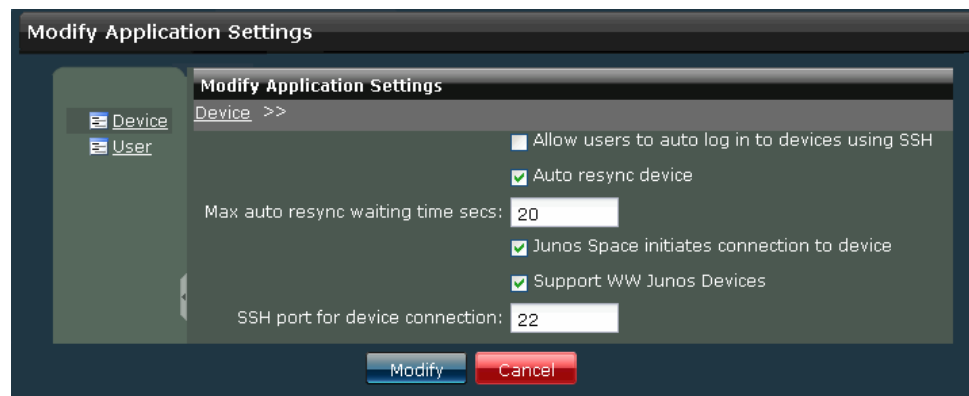 Modify Application Settings
Device
User
Modify Application Settings
Device >>
Allow users to auto log in to devices using SSH
Auto resync device
Max auto resync waiting time secs: 20
Junos Space initiates connection to device
Support WW Junos Devices
SSH port for device connection: 22
Modify Cancel